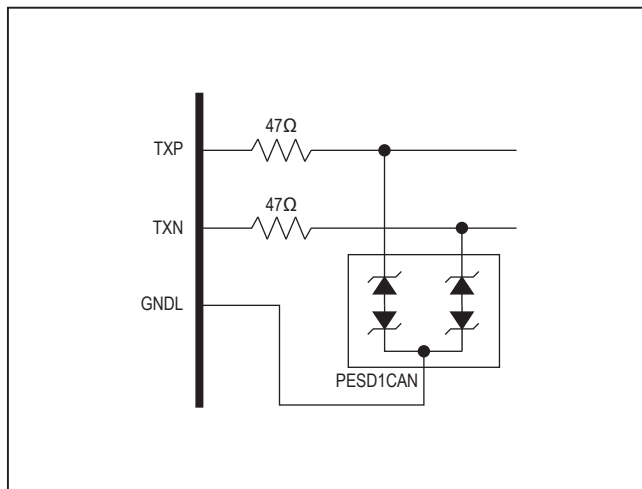 47Ω
TXP
47Ω
TXN
GNDL
PESD1CAN